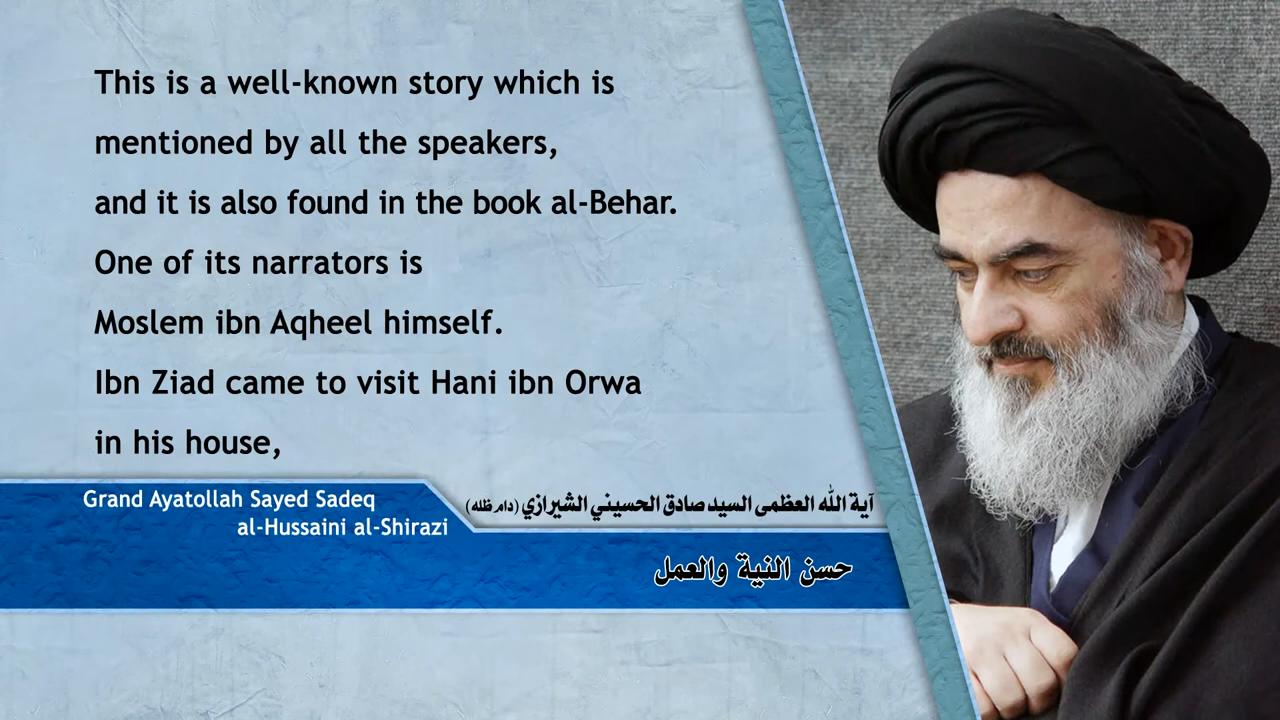 This is a well-known story which is
mentioned by all the speakers,
and it is also found in the book al-Behar.
One of its narrators is
Moslem ibn Aqheel himself.
Ibn Ziad came to visit Hani ibn Orwa
in his house,
Grand Ayatollah Sayed Sadeq
al-Hussaini al-Shirazi
آية الله العظمى السيد صادق الحسيني الشيرازي (دام ظله)
حسن النية والعمل